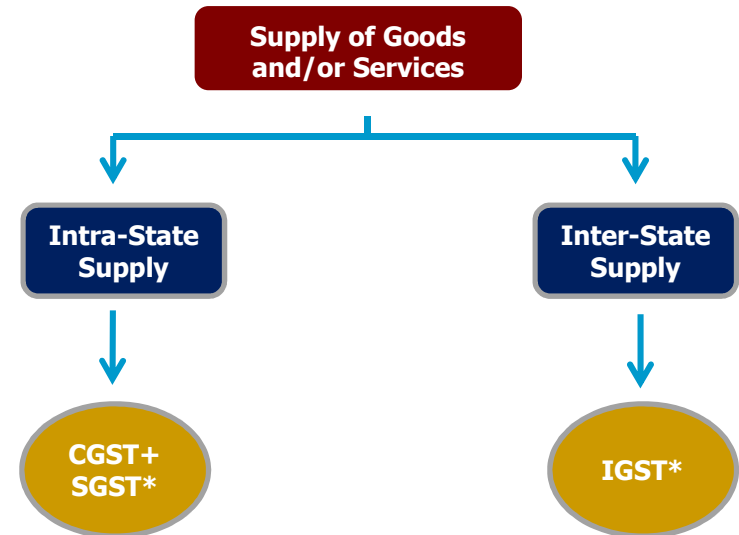 Supply of Goods
and/or Services
Intra-State
Supply
Inter-State
Supply
CGST+
SGST*
IGST*